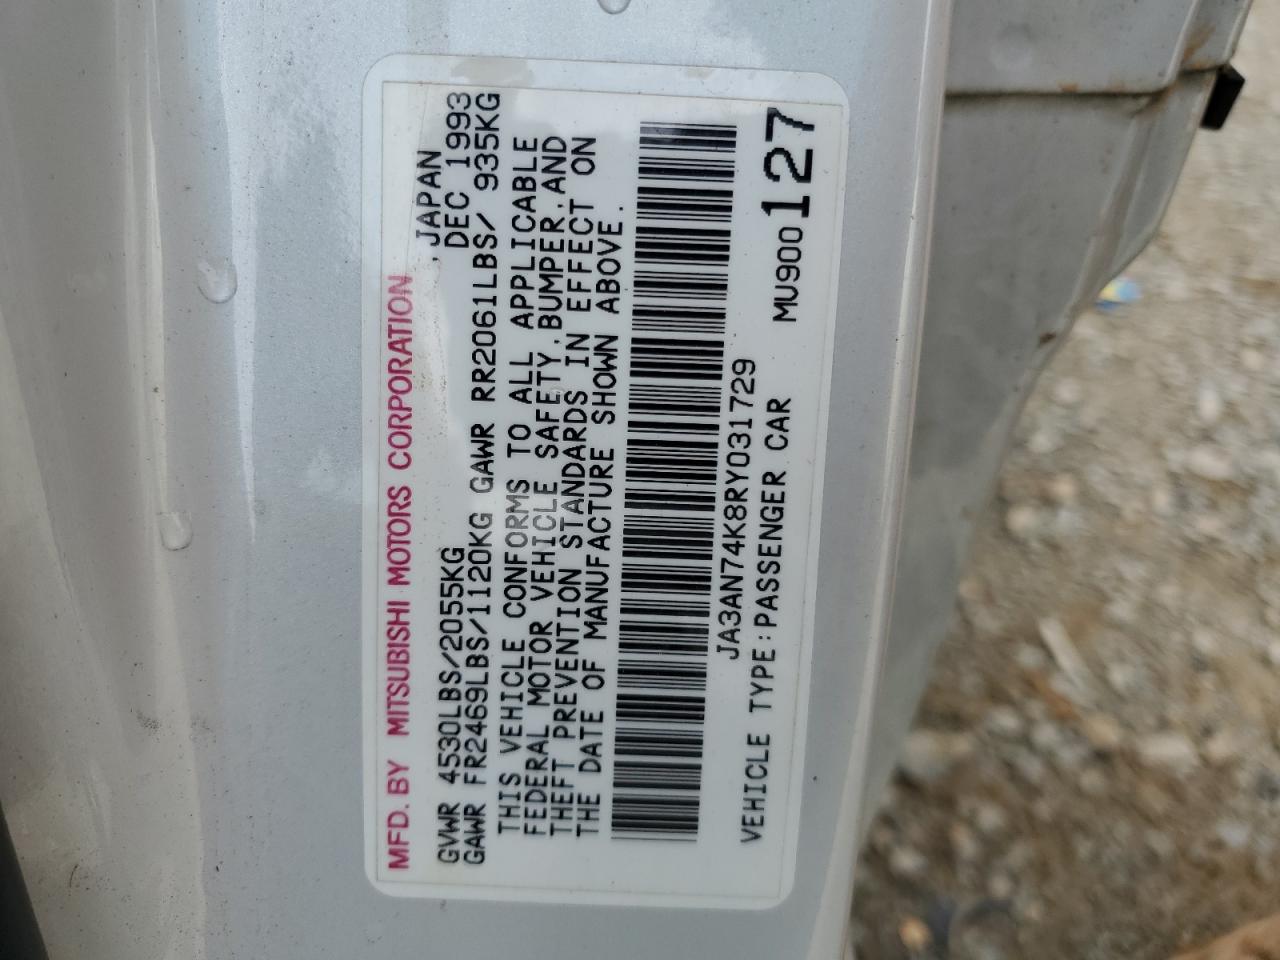 MFD. BY MITSUBISHI MOTORS CORPORATION, JAPAN
GVWR 4530LBS/2055KG DEC 1993
GAWR FR2469LBS/1120KG GAWR RR2061LBS/ 935KG
THIS VEHICLE CONFORMS TO ALL APPLICABLE
FEDERAL MOTOR VEHICLE SAFETY,BUMPER,AND
THEFT PREVENTION STANDARDS IN EFFECT ON
THE DATE OF MANUFACTURE SHOWN ABOVE.
JA3AN74K8RY031729
VEHICLE TYPE:PASSENGER CAR MU900127